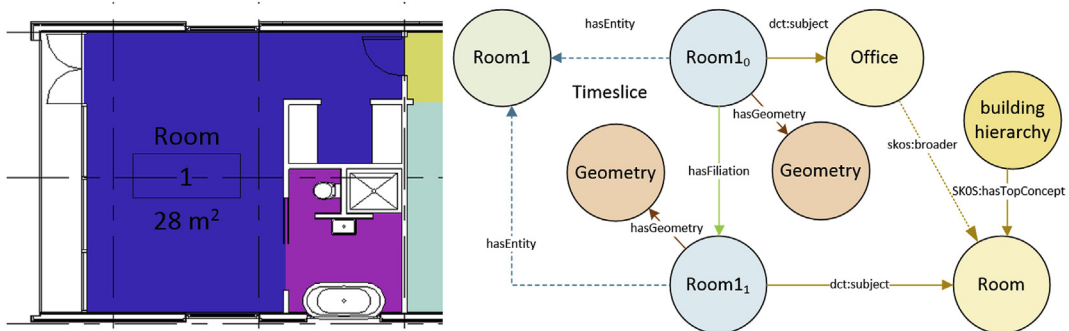 Room
1
28 m²
hasEntity
dct:subject
Room1
Room1₀
Office
Timeslice
building
hierarchy
hasGeometry
skos:broader
Geometry
hasFiliation
Geometry
SKOS:hasTopConcept
hasGeometry
hasEntity
Room1₁
dct:subject
Room